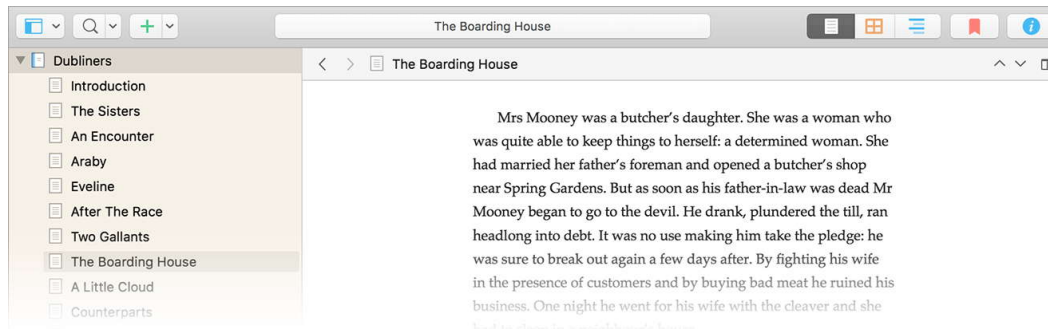 The Boarding House
Dubliners
Introduction
The Sisters
An Encounter
Araby
Eveline
After The Race
Two Gallants
The Boarding House
A Little Cloud
Counterparts
The Boarding House
Mrs Mooney was a butcher's daughter. She was a woman who
was quite able to keep things to herself: a determined woman. She
had married her father's foreman and opened a butcher's shop
near Spring Gardens. But as soon as his father-in-law was dead Mr
Mooney began to go to the devil. He drank, plundered the till, ran
headlong into debt. It was no use making him take the pledge: he
was sure to break out again a few days after. By fighting his wife
in the presence of customers and by buying bad meat he ruined his
business. One night he went for his wife with the cleaver and she